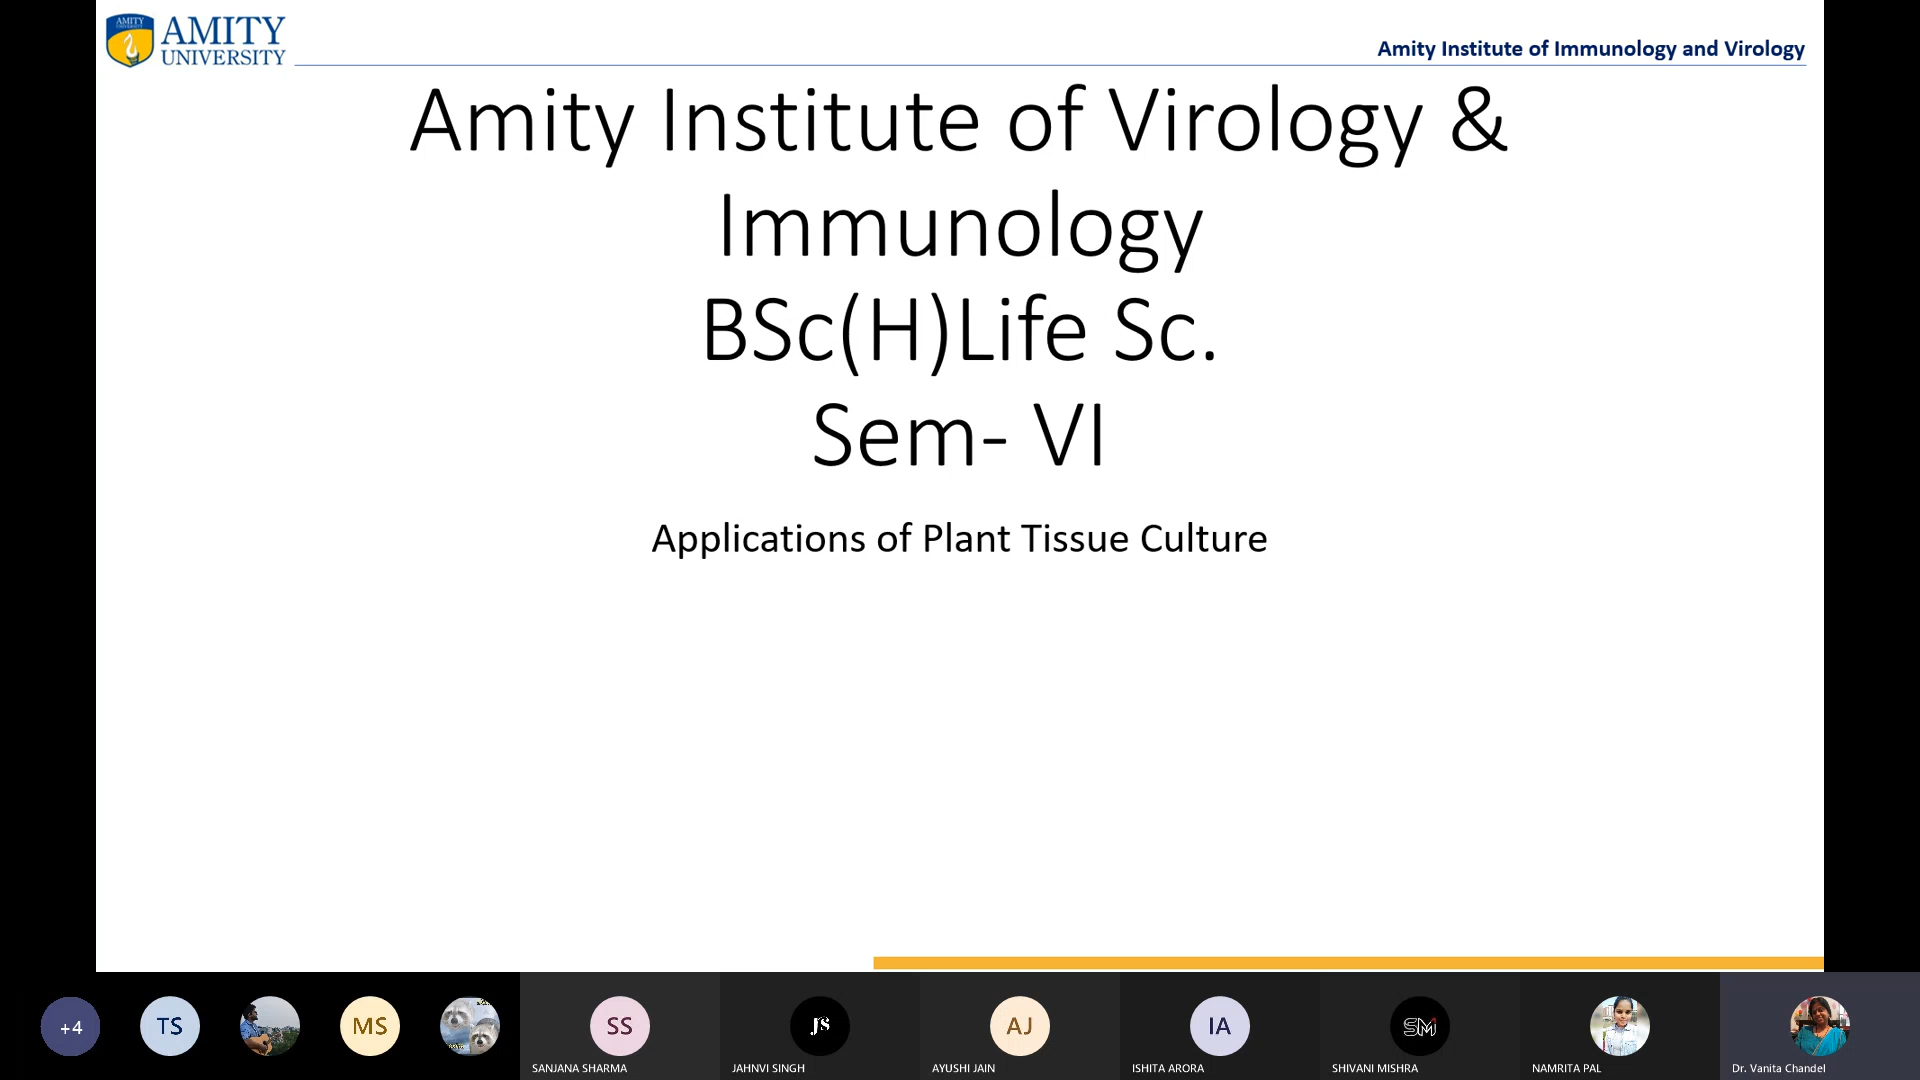 AMITY
UNIVERSITY
AMITY
UNIVERSITY
Amity Institute of Immunology and Virology
Amity Institute of Virology &
Immunology
BSc(H)Life Sc.
Sem- VI
Applications of Plant Tissue Culture
+4
TS
MS
SS
JS
AJ
IA
SM
SANJANA SHARMA
JAHNVI SINGH
AYUSHI JAIN
ISHITA ARORA
SHIVANI MISHRA
NAMRITA PAL
Dr. Vanita Chandel